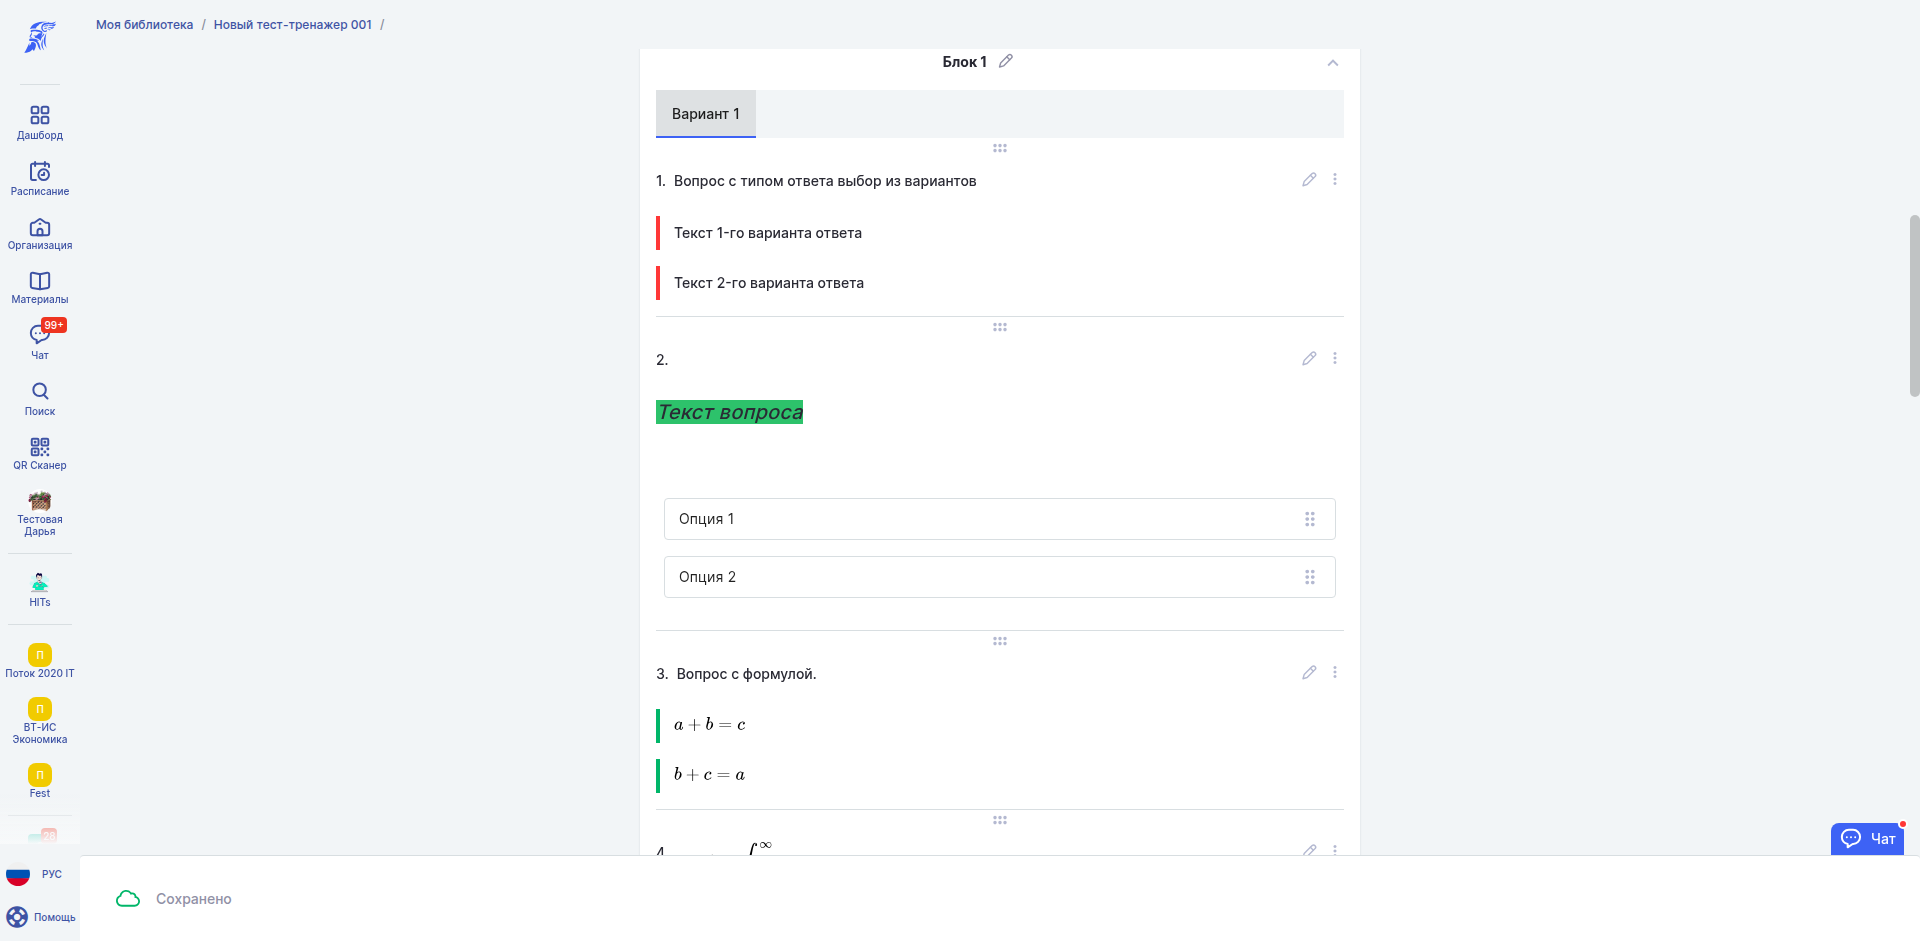 Моя библиотека / Новый тест-тренажер 001 /
Дашборд
Расписание
Организация
Материалы
99+
Чат
Поиск
QR Сканер
Тестовая
Дарья
HITs
П
Поток 2020 IT
П
ВТ-ИС
Экономика
П
Fest
28
РУС
Помощь
Блок 1
Вариант 1
1. Вопрос с типом ответа выбор из вариантов
Текст 1-го варианта ответа
Текст 2-го варианта ответа
2.
Текст вопроса
Опция 1
Опция 2
3. Вопрос с формулой.
a + b = c
b + c = a
4. ∫^∞
Сохранено
Чат